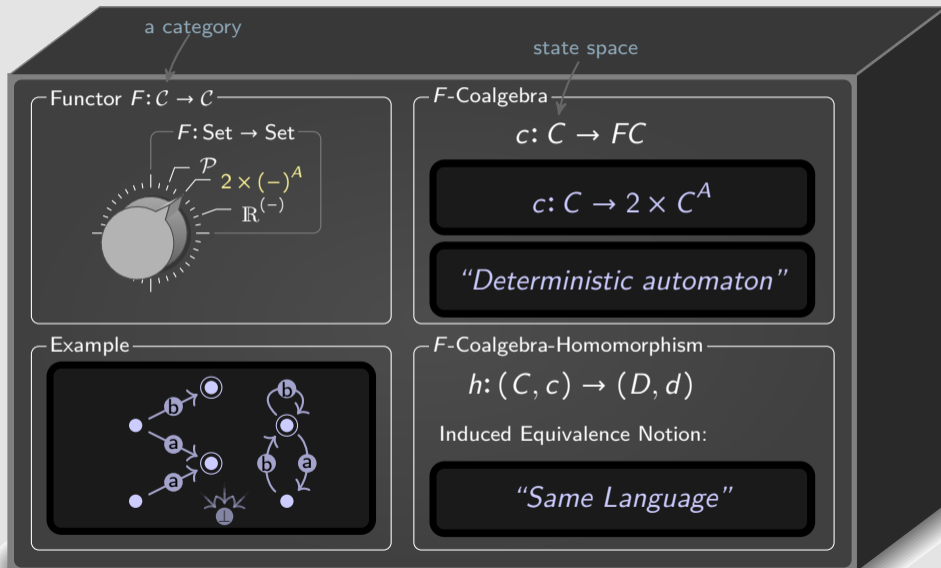 a category
state space
Functor F: 𝒞 → 𝒞
F: Set → Set
𝒫
2 × (−)^A
ℝ^(−)
F-Coalgebra
c: C → FC
c: C → 2 × C^A
“Deterministic automaton”
Example
b
a
a
b
b
a
⊥
F-Coalgebra-Homomorphism
h: (C, c) → (D, d)
Induced Equivalence Notion:
“Same Language”